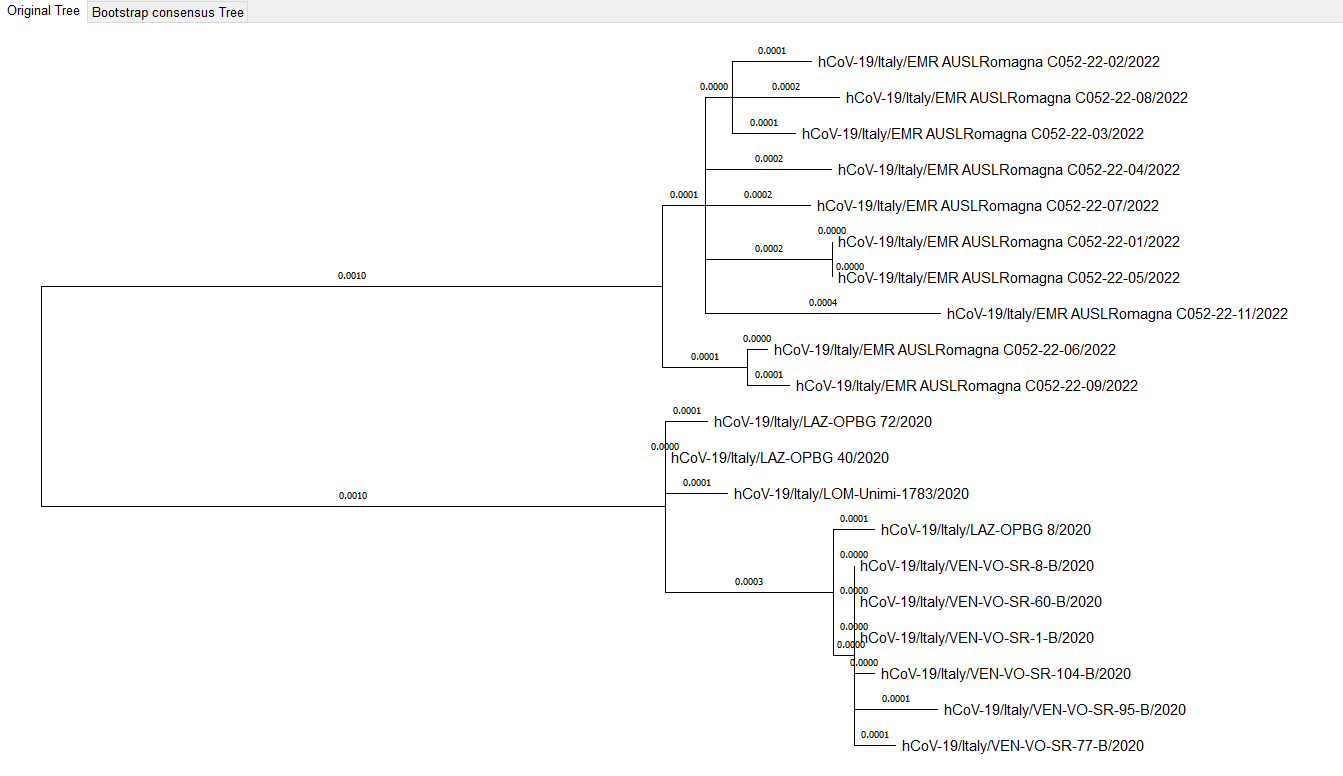 Original Tree
Bootstrap consensus Tree
0.0001
hCoV-19/Italy/EMR AUSLRomagna C052-22-02/2022
0.0000
0.0002
hCoV-19/Italy/EMR AUSLRomagna C052-22-08/2022
0.0001
hCoV-19/Italy/EMR AUSLRomagna C052-22-03/2022
0.0002
hCoV-19/Italy/EMR AUSLRomagna C052-22-04/2022
0.0001
0.0002
hCoV-19/Italy/EMR AUSLRomagna C052-22-07/2022
0.0000
hCoV-19/Italy/EMR AUSLRomagna C052-22-01/2022
0.0002
0.0000
hCoV-19/Italy/EMR AUSLRomagna C052-22-05/2022
0.0010
0.0004
hCoV-19/Italy/EMR AUSLRomagna C052-22-11/2022
0.0000
hCoV-19/Italy/EMR AUSLRomagna C052-22-06/2022
0.0001
0.0001
hCoV-19/Italy/EMR AUSLRomagna C052-22-09/2022
0.0001
hCoV-19/Italy/LAZ-OPBG 72/2020
0.0000
hCoV-19/Italy/LAZ-OPBG 40/2020
0.0001
hCoV-19/Italy/LOM-Unimi-1783/2020
0.0010
0.0001
hCoV-19/Italy/LAZ-OPBG 8/2020
0.0000
hCoV-19/Italy/VEN-VO-SR-8-B/2020
0.0003
0.0000
hCoV-19/Italy/VEN-VO-SR-60-B/2020
0.0000
hCoV-19/Italy/VEN-VO-SR-1-B/2020
0.0000
0.0000
hCoV-19/Italy/VEN-VO-SR-104-B/2020
0.0001
hCoV-19/Italy/VEN-VO-SR-95-B/2020
0.0001
hCoV-19/Italy/VEN-VO-SR-77-B/2020